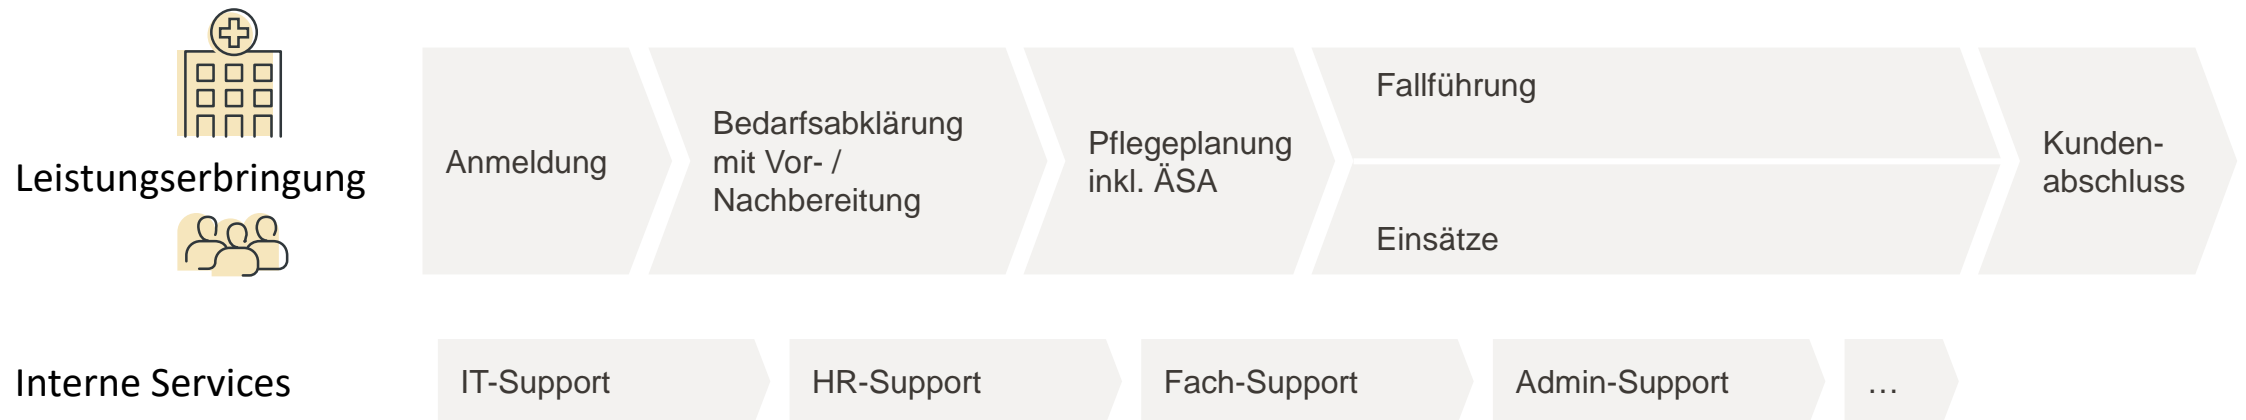 Leistungserbringung
Anmeldung
Bedarfsabklärung
mit Vor- /
Nachbereitung
Pflegeplanung
inkl. ÄSA
Fallführung
Einsätze
Kunden-
abschluss
Interne Services
IT-Support
HR-Support
Fach-Support
Admin-Support
…